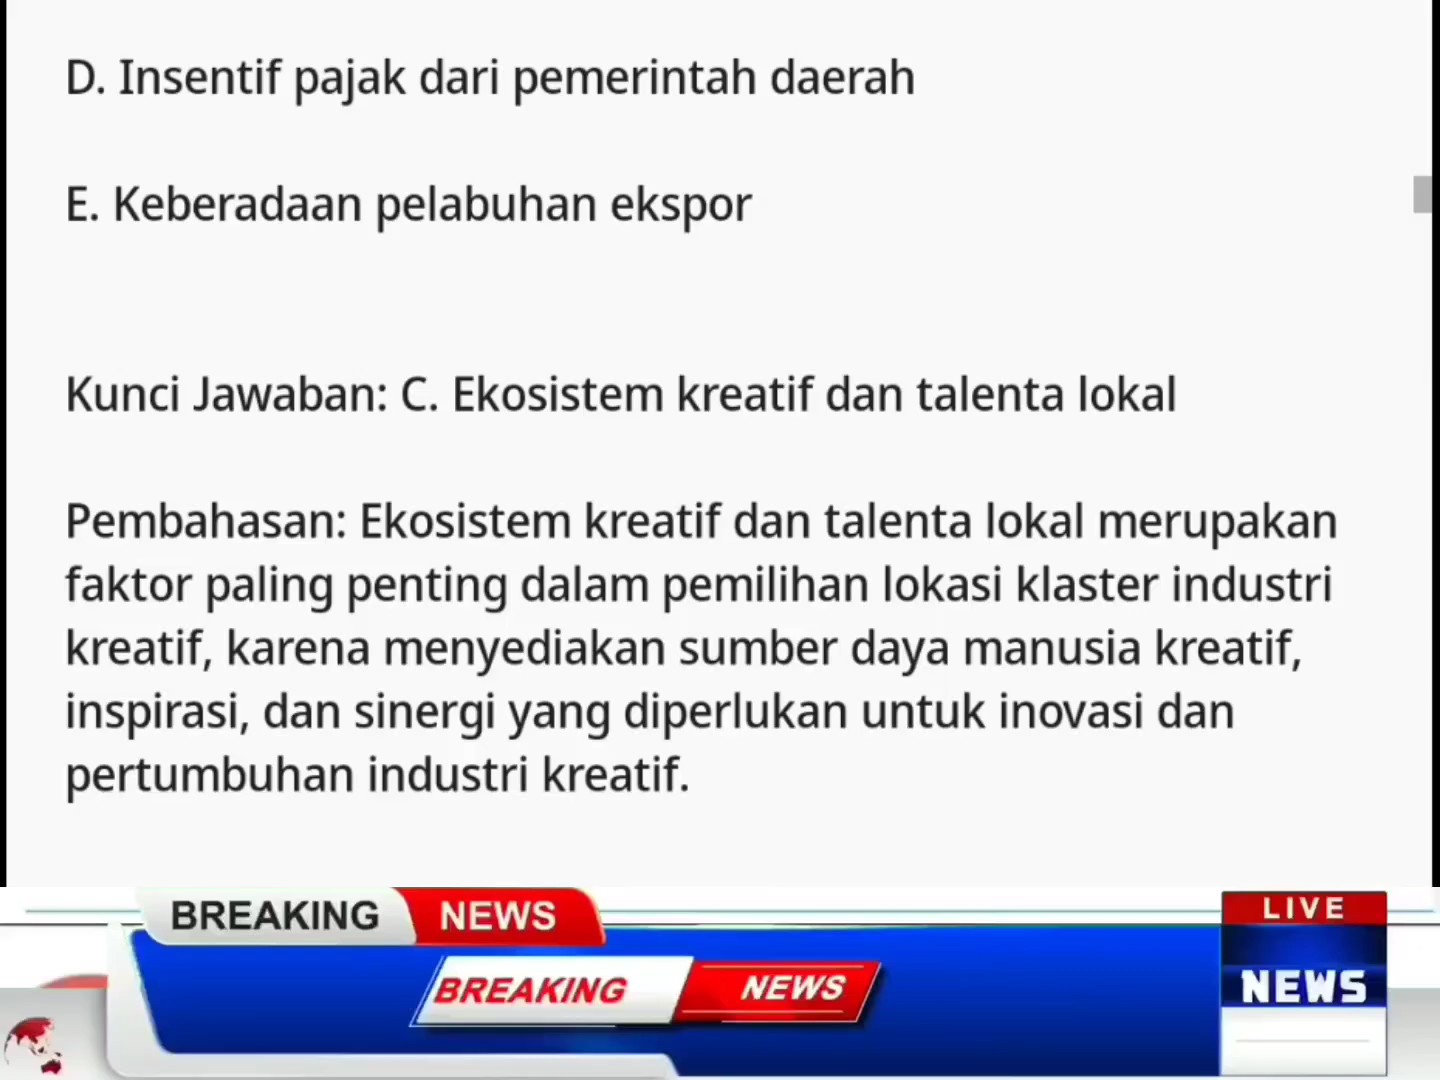 D. Insentif pajak dari pemerintah daerah
E. Keberadaan pelabuhan ekspor
Kunci Jawaban: C. Ekosistem kreatif dan talenta lokal
Pembahasan: Ekosistem kreatif dan talenta lokal merupakan
faktor paling penting dalam pemilihan lokasi klaster industri
kreatif, karena menyediakan sumber daya manusia kreatif,
inspirasi, dan sinergi yang diperlukan untuk inovasi dan
pertumbuhan industri kreatif.
BREAKING NEWS
LIVE
BREAKING NEWS
NEWS